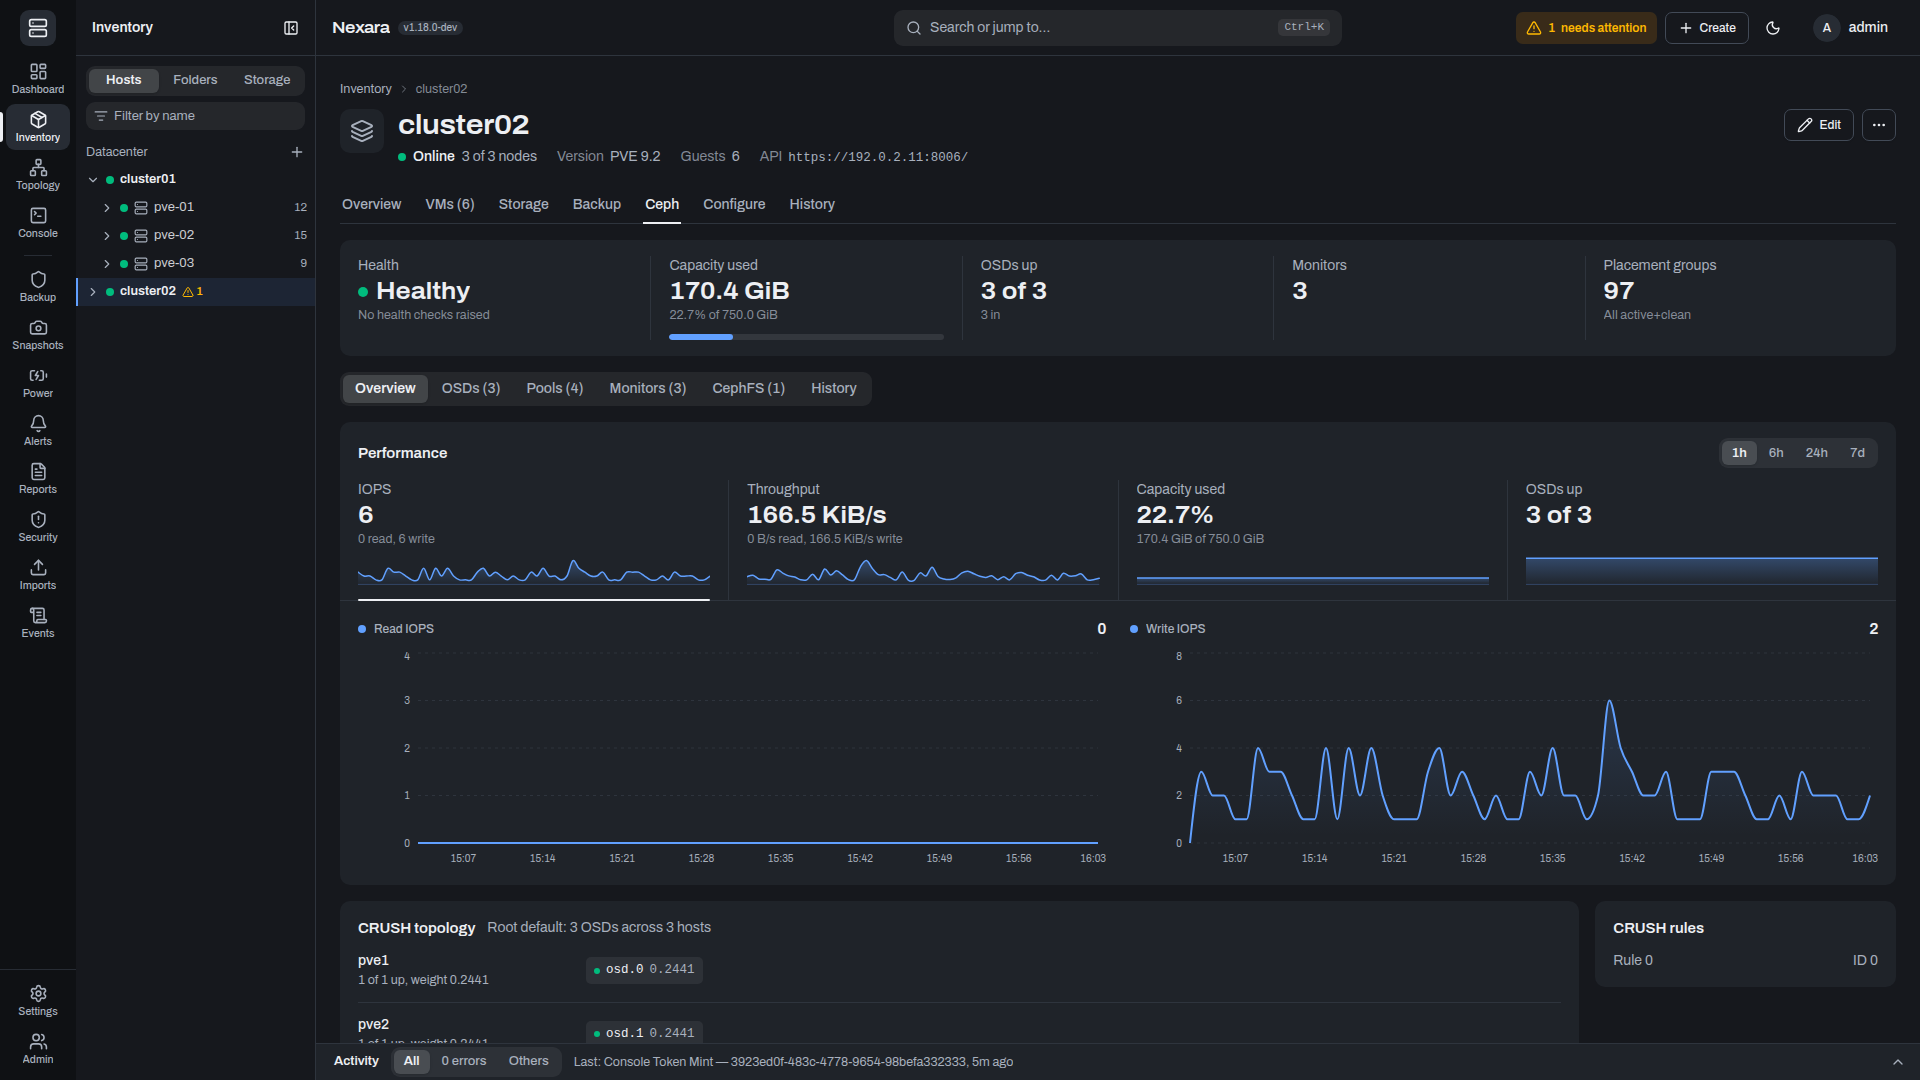 Inventory
Nexara v1.18.0-dev
Search or jump to... Ctrl+K
1 needs attention
Create
A admin
Dashboard
Inventory
Topology
Console
Backup
Snapshots
Power
Alerts
Reports
Security
Imports
Events
Settings
Admin
Hosts Folders Storage
Filter by name
Datacenter
cluster01
pve-01 12
pve-02 15
pve-03 9
cluster02 1
Inventory cluster02
cluster02
Online 3 of 3 nodes Version PVE 9.2 Guests 6 API https://192.0.2.11:8006/
Edit
Overview VMs (6) Storage Backup Ceph Configure History
Health
Healthy
No health checks raised
Capacity used
170.4 GiB
22.7% of 750.0 GiB
OSDs up
3 of 3
3 in
Monitors
3
Placement groups
97
All active+clean
Overview OSDs (3) Pools (4) Monitors (3) CephFS (1) History
Performance
1h 6h 24h 7d
IOPS
6
0 read, 6 write
Throughput
166.5 KiB/s
0 B/s read, 166.5 KiB/s write
Capacity used
22.7%
170.4 GiB of 750.0 GiB
OSDs up
3 of 3
Read IOPS 0
4
3
2
1
0
15:07 15:14 15:21 15:28 15:35 15:42 15:49 15:56 16:03
Write IOPS 2
8
6
4
2
0
15:07 15:14 15:21 15:28 15:35 15:42 15:49 15:56 16:03
CRUSH topology Root default: 3 OSDs across 3 hosts
pve1
1 of 1 up, weight 0.2441
osd.0 0.2441
pve2
1 of 1 up, weight 0.2441
osd.1 0.2441
CRUSH rules
Rule 0 ID 0
Activity All 0 errors Others Last: Console Token Mint — 3923ed0f-483c-4778-9654-98befa332333, 5m ago